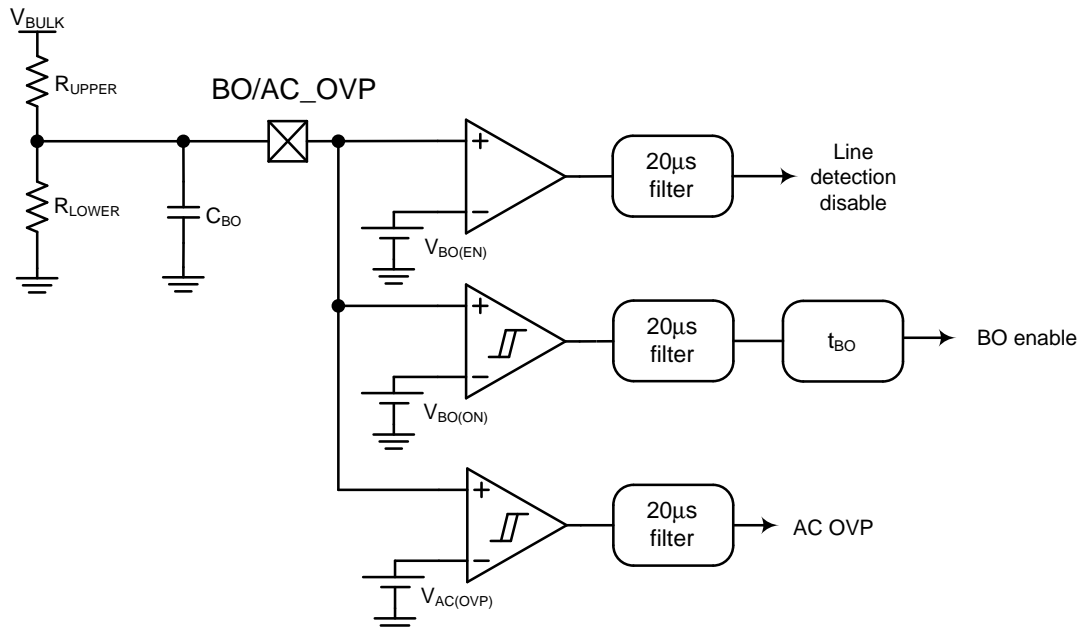 V_BULK
R_UPPER
BO/AC_OVP
R_LOWER
C_BO
+
−
V_BO(EN)
20µs
filter
Line
detection
disable
+
−
V_BO(ON)
20µs
filter
t_BO
BO enable
+
−
V_AC(OVP)
20µs
filter
AC OVP